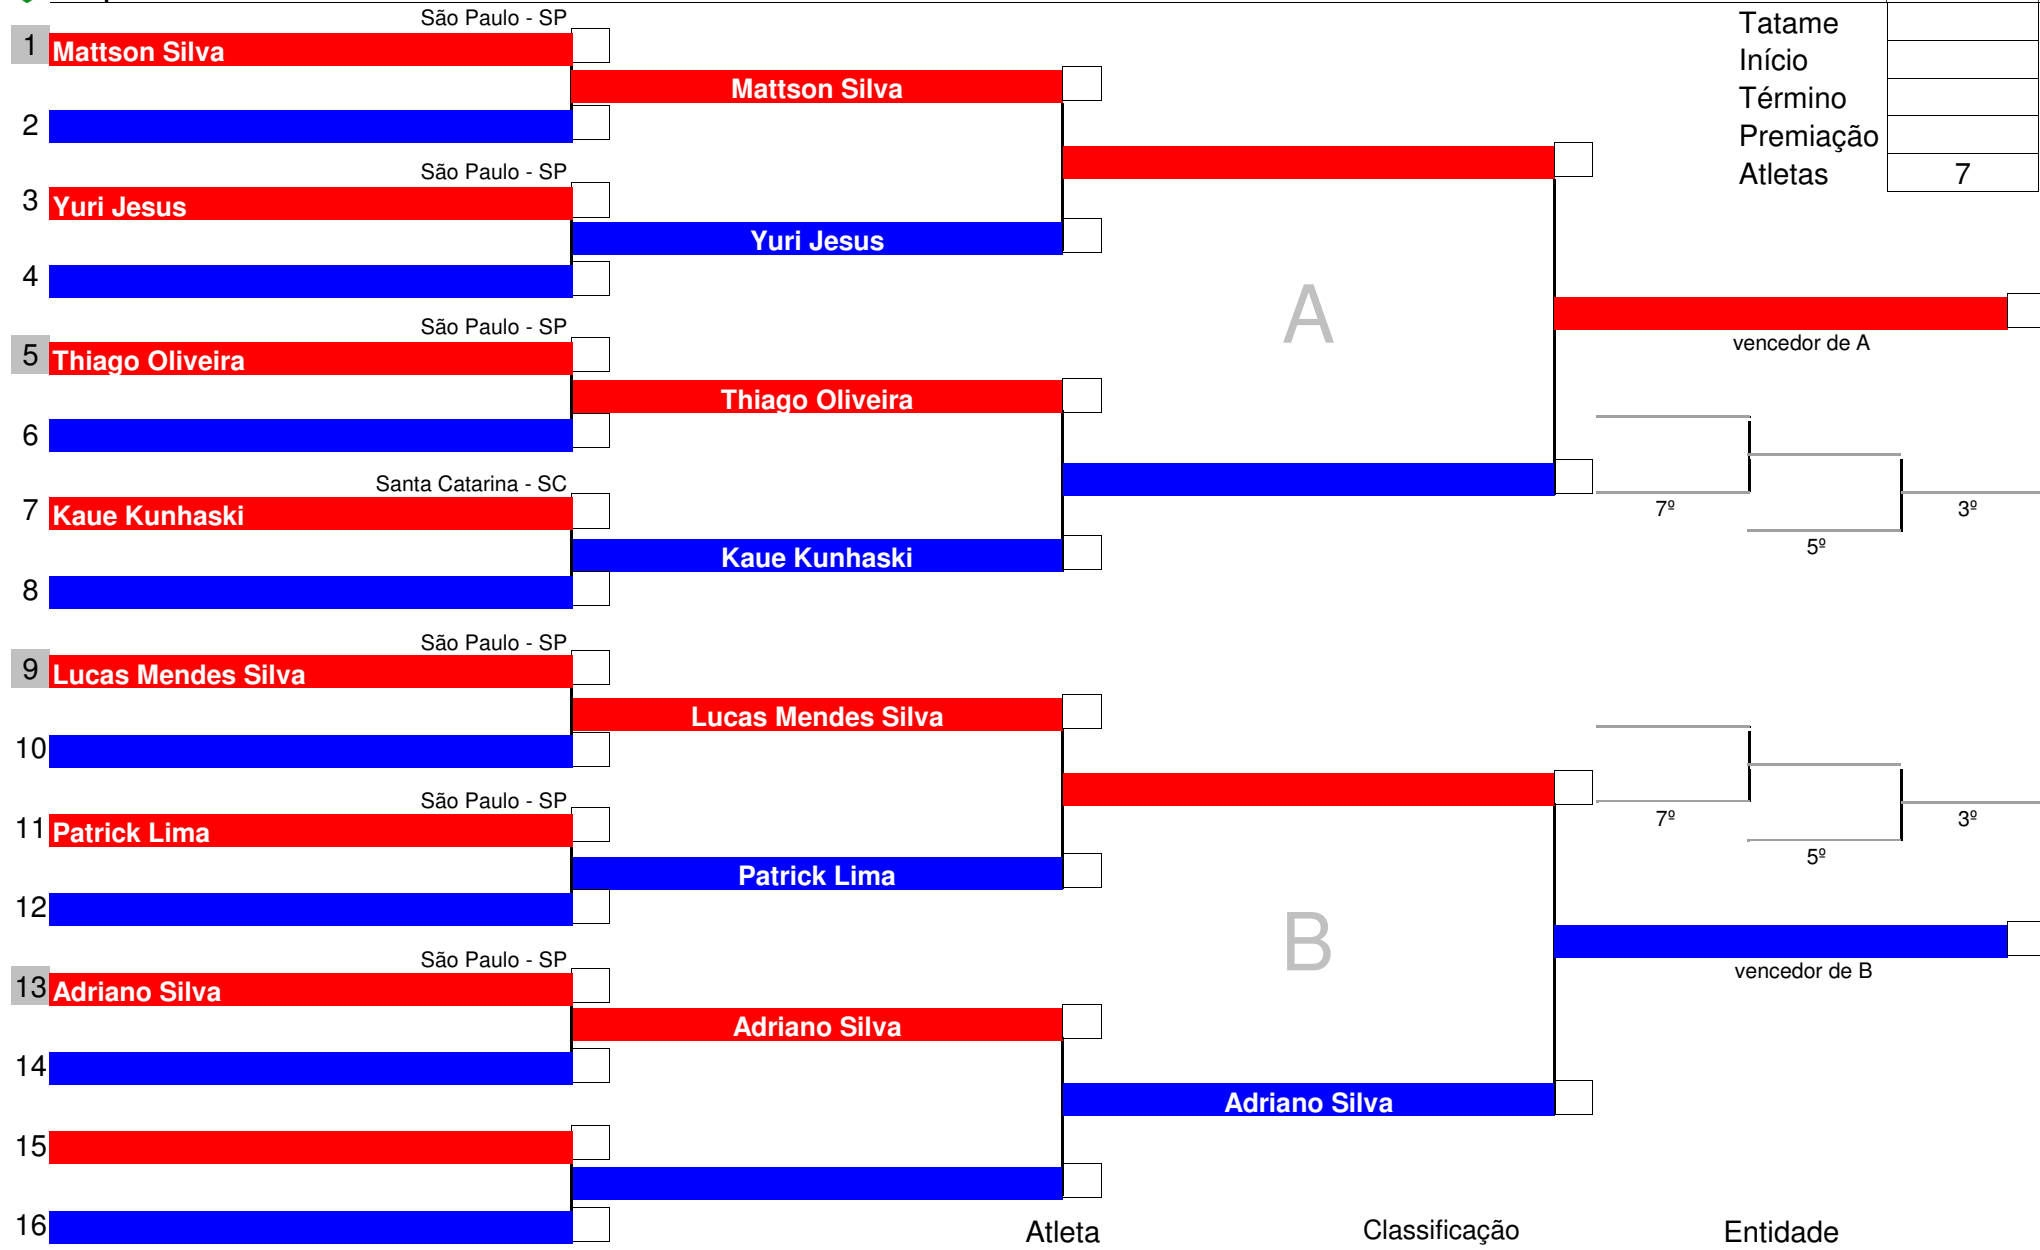 São Paulo - SP
1 Mattson Silva
Mattson Silva
2
São Paulo - SP
3 Yuri Jesus
Yuri Jesus
4
São Paulo - SP
5 Thiago Oliveira
Thiago Oliveira
6
Santa Catarina - SC
7 Kaue Kunhaski
Kaue Kunhaski
8
São Paulo - SP
9 Lucas Mendes Silva
Lucas Mendes Silva
10
São Paulo - SP
11 Patrick Lima
Patrick Lima
12
São Paulo - SP
13 Adriano Silva
Adriano Silva
14
Adriano Silva
15
16
A
B
Tatame
Início
Término
Premiação
Atletas 7
vencedor de A
7º
3º
5º
7º
3º
5º
vencedor de B
Atleta Classificação Entidade